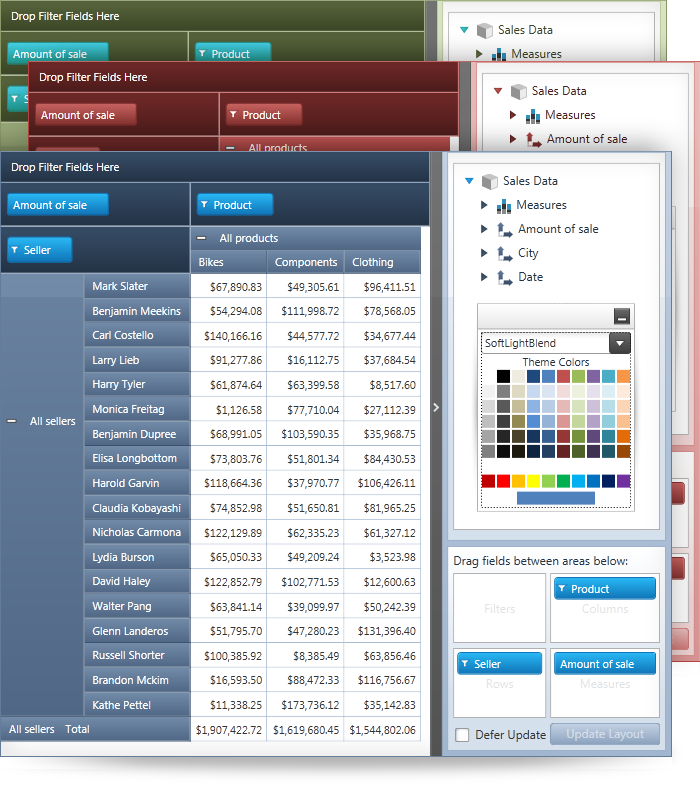 Drop Filter Fields Here
Sales Data
Amount of sale
Product
Measures
Drop Filter Fields Here
Sales Data
Amount of sale
Product
Measures
All products
Amount of sale
Drop Filter Fields Here
Sales Data
Amount of sale
Product
Measures
Amount of sale
Seller
All products
City
Bikes Components Clothing
Date
Mark Slater $67,890.83 $49,305.61 $96,411.51
Benjamin Meekins $54,294.08 $111,998.72 $78,568.05
Carl Costello $140,166.16 $44,577.72 $34,677.44
Larry Lieb $91,277.86 $16,112.75 $37,684.54
Harry Tyler $61,874.64 $63,399.58 $8,517.60
Monica Freitag $1,126.58 $77,710.04 $27,112.39
All sellers
Benjamin Dupree $68,991.05 $103,590.35 $35,968.75
Elisa Longbottom $73,803.76 $51,801.34 $84,430.53
Harold Garvin $118,664.36 $37,970.77 $106,426.11
Claudia Kobayashi $74,852.98 $51,650.81 $81,965.25
Nicholas Carmona $122,129.89 $62,335.23 $61,327.12
Lydia Burson $65,050.33 $49,209.24 $3,523.98
David Haley $122,852.79 $102,771.53 $12,600.63
Walter Pang $63,841.14 $39,099.97 $50,242.39
Glenn Landeros $51,795.70 $47,280.23 $131,396.40
Russell Shorter $100,385.92 $8,385.49 $63,856.46
Brandon Mckim $16,593.50 $88,472.33 $116,756.67
Kathe Pettel $11,338.25 $173,736.12 $35,142.83
All sellers Total $1,907,422.72 $1,619,680.45 $1,544,802.06
SoftLightBlend
Theme Colors
Drag fields between areas below:
Filters
Product
Columns
Seller
Rows
Amount of sale
Measures
Defer Update
Update Layout